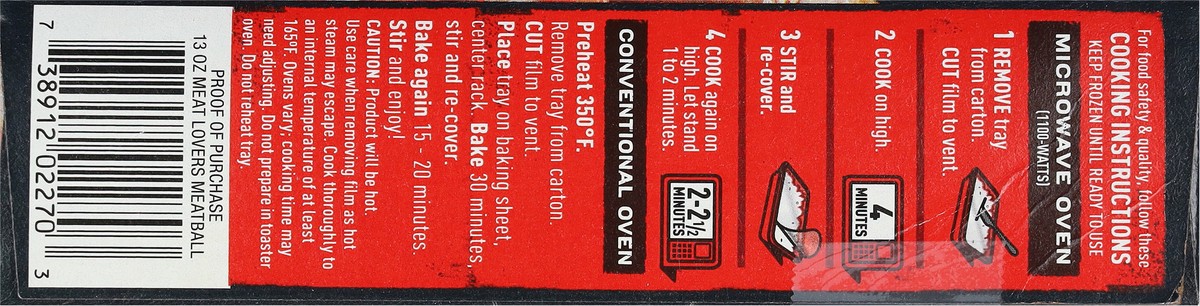 For food safety & quality, follow these
COOKING INSTRUCTIONS
KEEP FROZEN UNTIL READY TO USE
MICROWAVE OVEN
(1100-WATTS)
1 REMOVE tray
from carton.
CUT film to vent.
2 COOK on high.
4
MINUTES
3 STIR and
re-cover.
4 COOK again on
high. Let stand
1 to 2 minutes.
2-2 1/2
MINUTES
CONVENTIONAL OVEN
Preheat 350°F.
Remove tray from carton.
CUT film to vent.
Place tray on baking sheet,
center rack. Bake 30 minutes,
stir and re-cover.
Bake again 15 - 20 minutes.
Stir and enjoy!
CAUTION: Product will be hot.
Use care when removing film as hot
steam may escape. Cook thoroughly to
an internal temperature of at least
165°F. Ovens vary; cooking time may
need adjusting. Do not prepare in toaster
oven. Do not reheat tray.
PROOF OF PURCHASE
13 OZ MEAT LOVERS MEATBALL
7 38912 02270 3